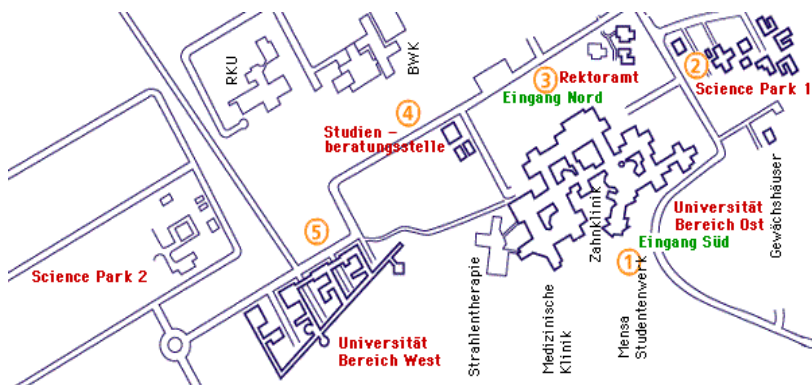 RKU
BWK
2
Science Park 1
3
Rektoramt
Eingang Nord
4
Studien –
beratungsstelle
Zahnklinik
Gewächshäuser
Universität
Bereich Ost
Eingang Süd
5
1
Science Park 2
Strahlentherapie
Medizinische
Klinik
Mensa
Studentenwerk
Universität
Bereich West